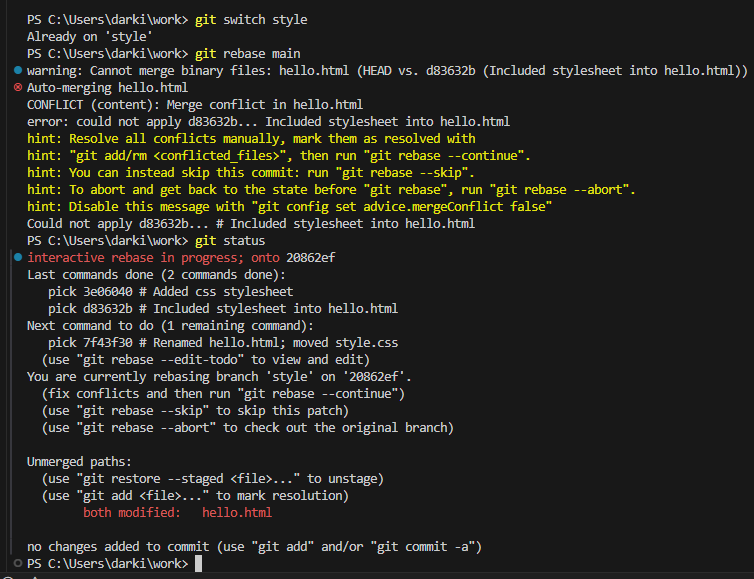 PS C:\Users\darki\work> git switch style
Already on 'style'
PS C:\Users\darki\work> git rebase main
warning: Cannot merge binary files: hello.html (HEAD vs. d83632b (Included stylesheet into hello.html))
Auto-merging hello.html
CONFLICT (content): Merge conflict in hello.html
error: could not apply d83632b... Included stylesheet into hello.html
hint: Resolve all conflicts manually, mark them as resolved with
hint: "git add/rm <conflicted_files>", then run "git rebase --continue".
hint: You can instead skip this commit: run "git rebase --skip".
hint: To abort and get back to the state before "git rebase", run "git rebase --abort".
hint: Disable this message with "git config set advice.mergeConflict false"
Could not apply d83632b... # Included stylesheet into hello.html
PS C:\Users\darki\work> git status
interactive rebase in progress; onto 20862ef
Last commands done (2 commands done):
   pick 3e06040 # Added css stylesheet
   pick d83632b # Included stylesheet into hello.html
Next command to do (1 remaining command):
   pick 7f43f30 # Renamed hello.html; moved style.css
  (use "git rebase --edit-todo" to view and edit)
You are currently rebasing branch 'style' on '20862ef'.
  (fix conflicts and then run "git rebase --continue")
  (use "git rebase --skip" to skip this patch)
  (use "git rebase --abort" to check out the original branch)

Unmerged paths:
  (use "git restore --staged <file>..." to unstage)
  (use "git add <file>..." to mark resolution)
        both modified:   hello.html

no changes added to commit (use "git add" and/or "git commit -a")
PS C:\Users\darki\work>